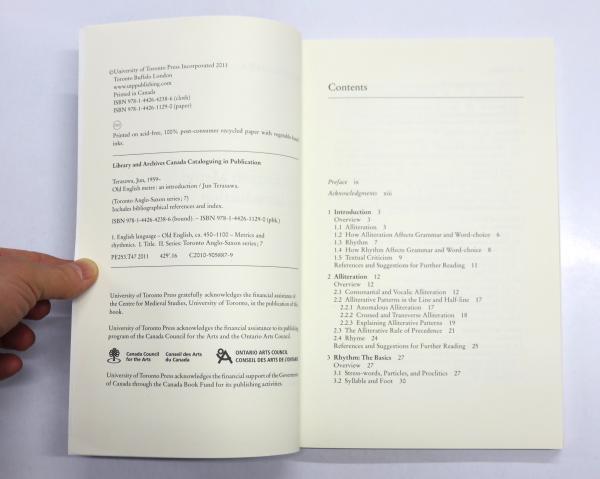 ©University of Toronto Press Incorporated 2011
Toronto Buffalo London
www.utppublishing.com
Printed in Canada
ISBN 978-1-4426-4238-6 (cloth)
ISBN 978-1-4426-1129-0 (paper)
Printed on acid-free, 100% post-consumer recycled paper with vegetable-based
inks.
Library and Archives Canada Cataloguing in Publication
Terasawa, Jun, 1959–
Old English metre : an introduction / Jun Terasawa.
(Toronto Anglo-Saxon series ; 7)
Includes bibliographical references and index.
ISBN 978-1-4426-4238-6 (bound). – ISBN 978-1-4426-1129-0 (pbk.)
1. English language – Old English, ca. 450–1100 – Metrics and
rhythmics. I. Title. II. Series: Toronto Anglo-Saxon series ; 7
PE253.T47 2011 429'.16 C2010-905687-9
University of Toronto Press gratefully acknowledges the financial assistance of
the Centre for Medieval Studies, University of Toronto, in the publication of this
book.
University of Toronto Press acknowledges the financial assistance to its publishing
program of the Canada Council for the Arts and the Ontario Arts Council.
Canada Council for the Arts
Conseil des Arts du Canada
ONTARIO ARTS COUNCIL
CONSEIL DES ARTS DE L'ONTARIO
University of Toronto Press acknowledges the financial support of the Government
of Canada through the Canada Book Fund for its publishing activities.
Contents
Preface ix
Acknowledgments xiii
1 Introduction 3
Overview 3
1.1 Alliteration 3
1.2 How Alliteration Affects Grammar and Word-choice 6
1.3 Rhythm 7
1.4 How Rhythm Affects Grammar and Word-choice 8
1.5 Textual Criticism 9
References and Suggestions for Further Reading 11
2 Alliteration 12
Overview 12
2.1 Consonantal and Vocalic Alliteration 12
2.2 Alliterative Patterns in the Line and Half-line 17
2.2.1 Anomalous Alliteration 17
2.2.2 Crossed and Transverse Alliteration 18
2.2.3 Explaining Alliterative Patterns 19
2.3 The Alliterative Rule of Precedence 21
2.4 Rhyme 24
References and Suggestions for Further Reading 25
3 Rhythm: The Basics 27
Overview 27
3.1 Stress-words, Particles, and Proclitics 27
3.2 Syllable and Foot 30